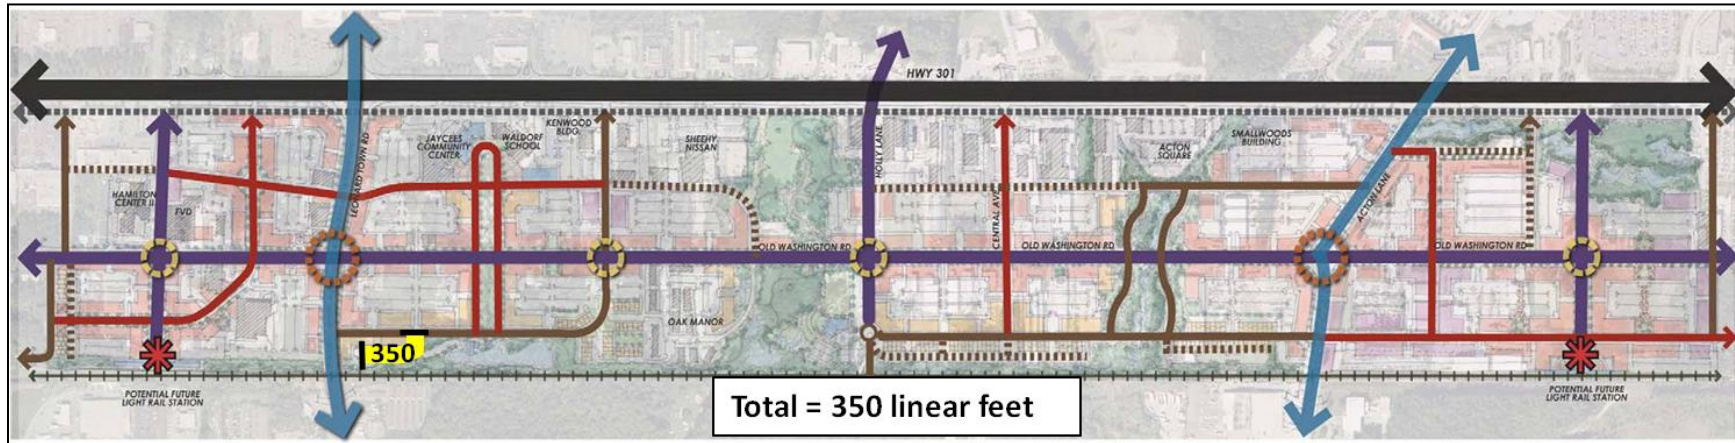 HWY 301
LEONARD TOWN RD
JAYCEES
COMMUNITY
CENTER
WALDORF
SCHOOL
KENWOOD
BLDG.
SHEEHY
NISSAN
HOLLY LANE
CENTRAL AVE
ACTON
SQUARE
SMALLWOODS
BUILDING
ACTON LANE
HAMILTON
CENTER II
FVD
OLD WASHINGTON RD
OLD WASHINGTON RD
OLD WASHINGTON RD
OAK MANOR
350
POTENTIAL FUTURE
LIGHT RAIL STATION
Total = 350 linear feet
POTENTIAL FUTURE
LIGHT RAIL STATION